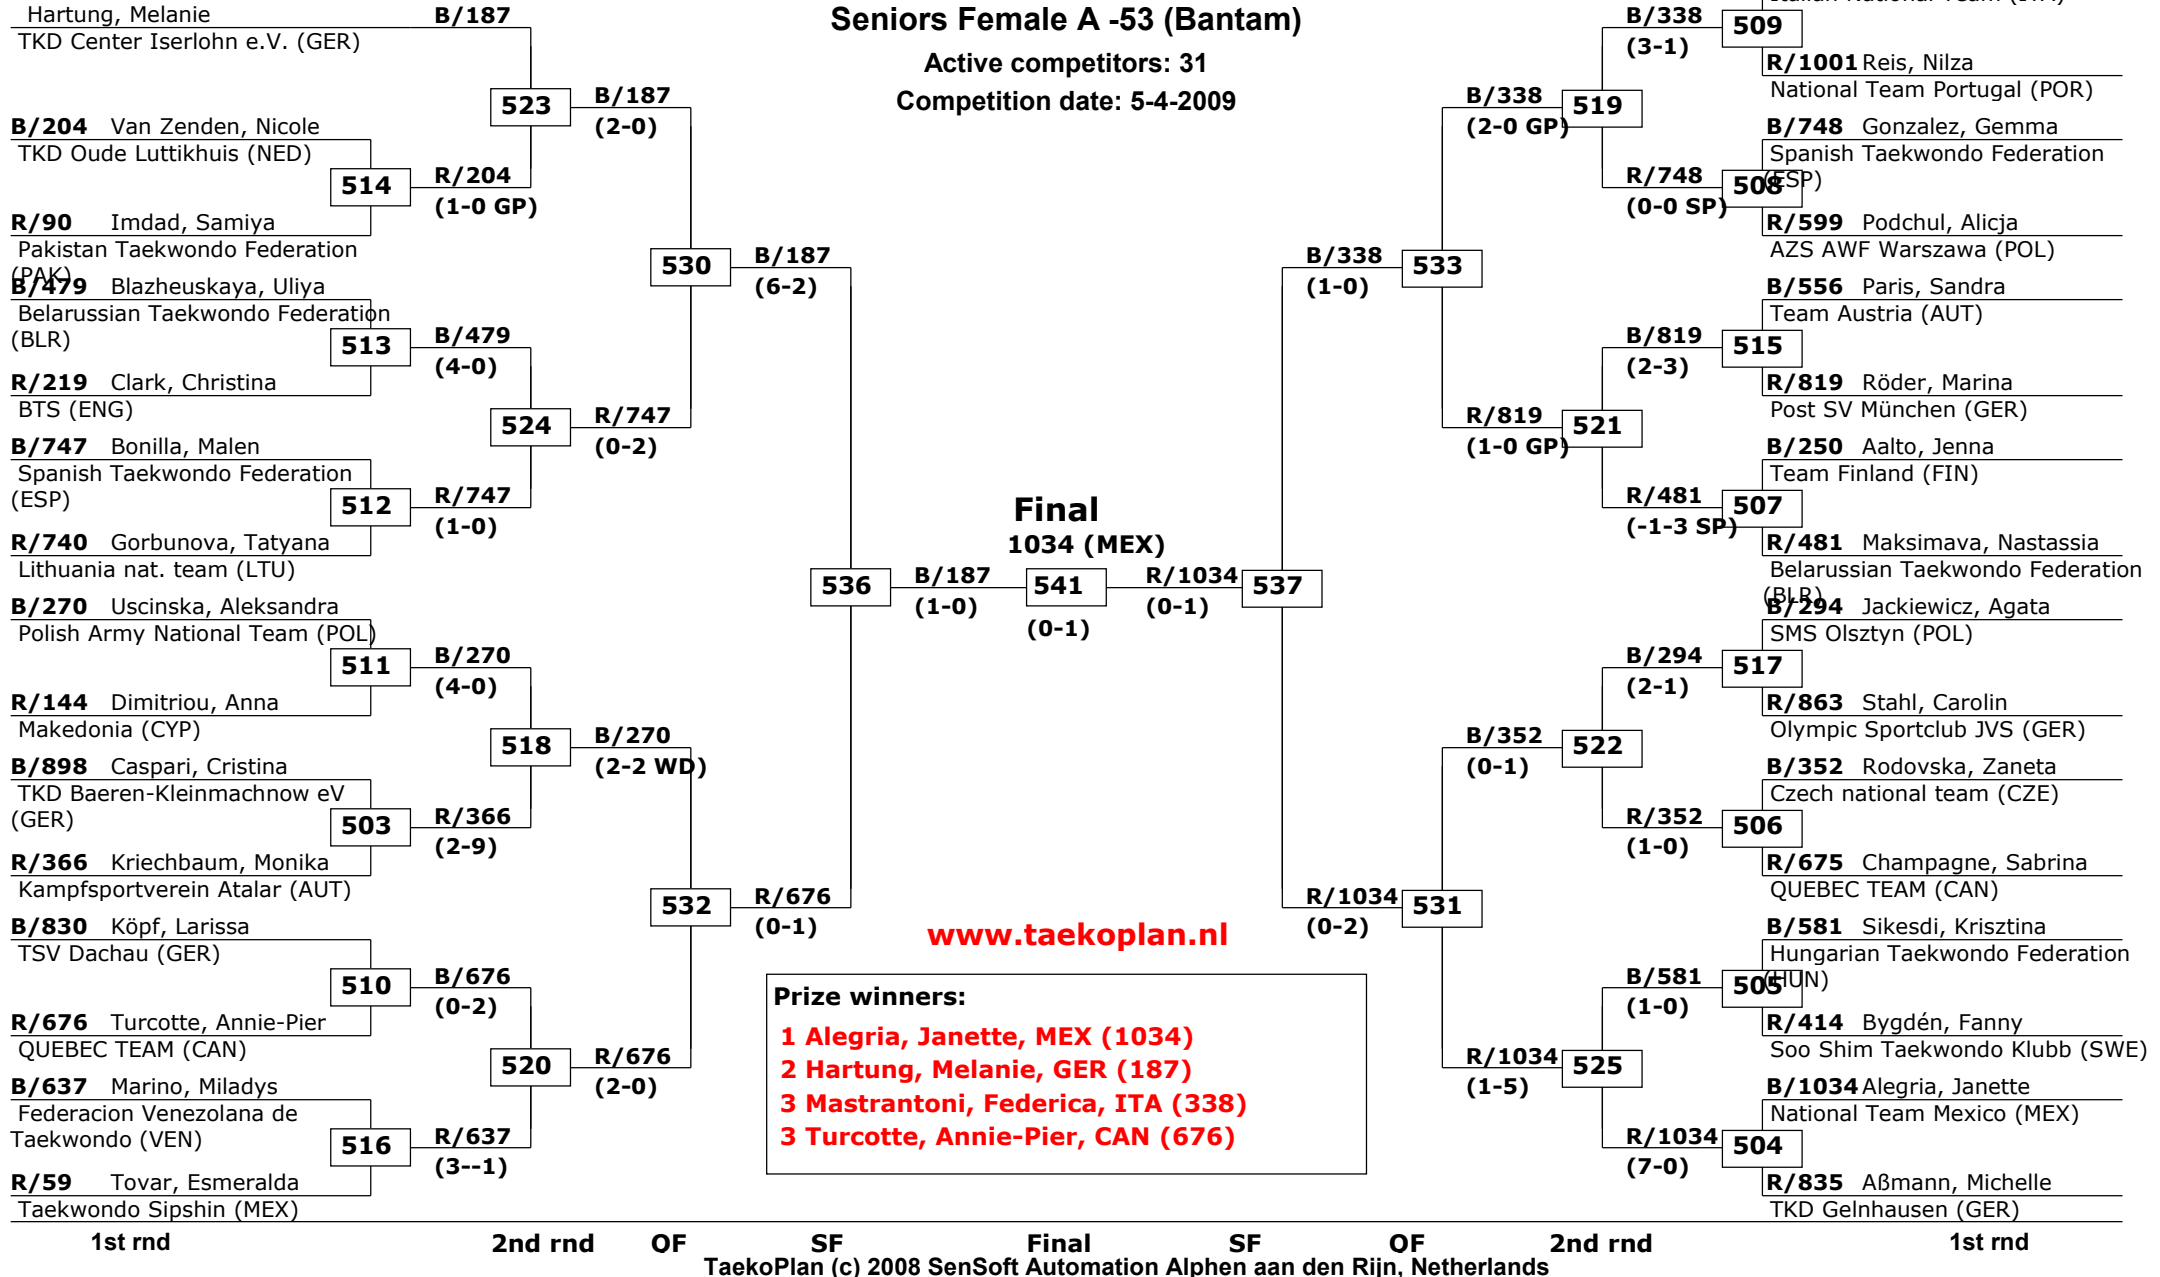 Seniors Female A -53 (Bantam)
Active competitors: 31
Competition date: 5-4-2009
Hartung, Melanie
TKD Center Iserlohn e.V. (GER)
B/204 Van Zenden, Nicole
TKD Oude Luttikhuis (NED)
R/90 Imdad, Samiya
Pakistan Taekwondo Federation
(PAK)
B/479 Blazheuskaya, Uliya
Belarussian Taekwondo Federation
(BLR)
R/219 Clark, Christina
BTS (ENG)
B/747 Bonilla, Malen
Spanish Taekwondo Federation
(ESP)
R/740 Gorbunova, Tatyana
Lithuania nat. team (LTU)
B/270 Uscinska, Aleksandra
Polish Army National Team (POL)
R/144 Dimitriou, Anna
Makedonia (CYP)
B/898 Caspari, Cristina
TKD Baeren-Kleinmachnow eV
(GER)
R/366 Kriechbaum, Monika
Kampfsportverein Atalar (AUT)
B/830 Köpf, Larissa
TSV Dachau (GER)
R/676 Turcotte, Annie-Pier
QUEBEC TEAM (CAN)
B/637 Marino, Miladys
Federacion Venezolana de
Taekwondo (VEN)
R/59 Tovar, Esmeralda
Taekwondo Sipshin (MEX)
514
513
512
511
503
510
516
B/187
R/204
(1-0 GP)
B/479
(4-0)
R/747
(1-0)
B/270
(4-0)
R/366
(2-9)
B/676
(0-2)
R/637
(3--1)
523
524
518
520
B/187
(2-0)
R/747
(0-2)
B/270
(2-2 WD)
R/676
(2-0)
530
532
B/187
(6-2)
R/676
(0-1)
536
B/187
(1-0)
Final
1034 (MEX)
541
(0-1)
R/1034
(0-1)
537
B/338
(1-0)
R/1034
(0-2)
533
531
B/338
(2-0 GP)
R/819
(1-0 GP)
B/352
(0-1)
R/1034
(1-5)
519
521
522
525
B/338
(3-1)
R/748
(0-0 SP)
B/819
(2-3)
R/481
(-1-3 SP)
B/294
(2-1)
R/352
(1-0)
B/581
(1-0)
R/1034
(7-0)
509
508
515
507
517
506
505
504
R/1001 Reis, Nilza
National Team Portugal (POR)
B/748 Gonzalez, Gemma
Spanish Taekwondo Federation
(ESP)
R/599 Podchul, Alicja
AZS AWF Warszawa (POL)
B/556 Paris, Sandra
Team Austria (AUT)
R/819 Röder, Marina
Post SV München (GER)
B/250 Aalto, Jenna
Team Finland (FIN)
R/481 Maksimava, Nastassia
Belarussian Taekwondo Federation
(BLR)
B/294 Jackiewicz, Agata
SMS Olsztyn (POL)
R/863 Stahl, Carolin
Olympic Sportclub JVS (GER)
B/352 Rodovska, Zaneta
Czech national team (CZE)
R/675 Champagne, Sabrina
QUEBEC TEAM (CAN)
B/581 Sikesdi, Krisztina
Hungarian Taekwondo Federation
(HUN)
R/414 Bygdén, Fanny
Soo Shim Taekwondo Klubb (SWE)
B/1034 Alegria, Janette
National Team Mexico (MEX)
R/835 Aßmann, Michelle
TKD Gelnhausen (GER)
www.taekoplan.nl
Prize winners:
1 Alegria, Janette, MEX (1034)
2 Hartung, Melanie, GER (187)
3 Mastrantoni, Federica, ITA (338)
3 Turcotte, Annie-Pier, CAN (676)
1st rnd 2nd rnd QF SF Final SF QF 2nd rnd 1st rnd
TaekoPlan (c) 2008 SenSoft Automation Alphen aan den Rijn, Netherlands